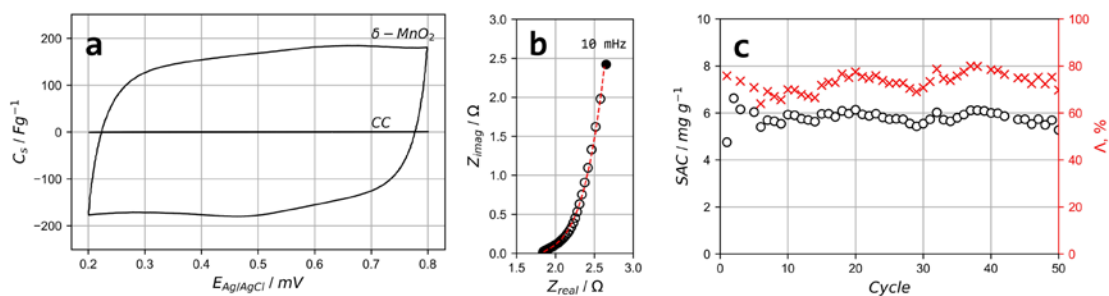 a
δ − MnO₂
CC
200
100
0
−100
−200
0.2 0.3 0.4 0.5 0.6 0.7 0.8
C_s / Fg⁻¹
E_Ag/AgCl / mV
b
10 mHz
3.0
2.5
2.0
1.5
1.0
0.5
0.0
1.5 2.0 2.5 3.0
Z_imag / Ω
Z_real / Ω
c
10
8
6
4
2
0
0 10 20 30 40 50
SAC / mg g⁻¹
Cycle
100
80
60
40
20
0
Λ, %